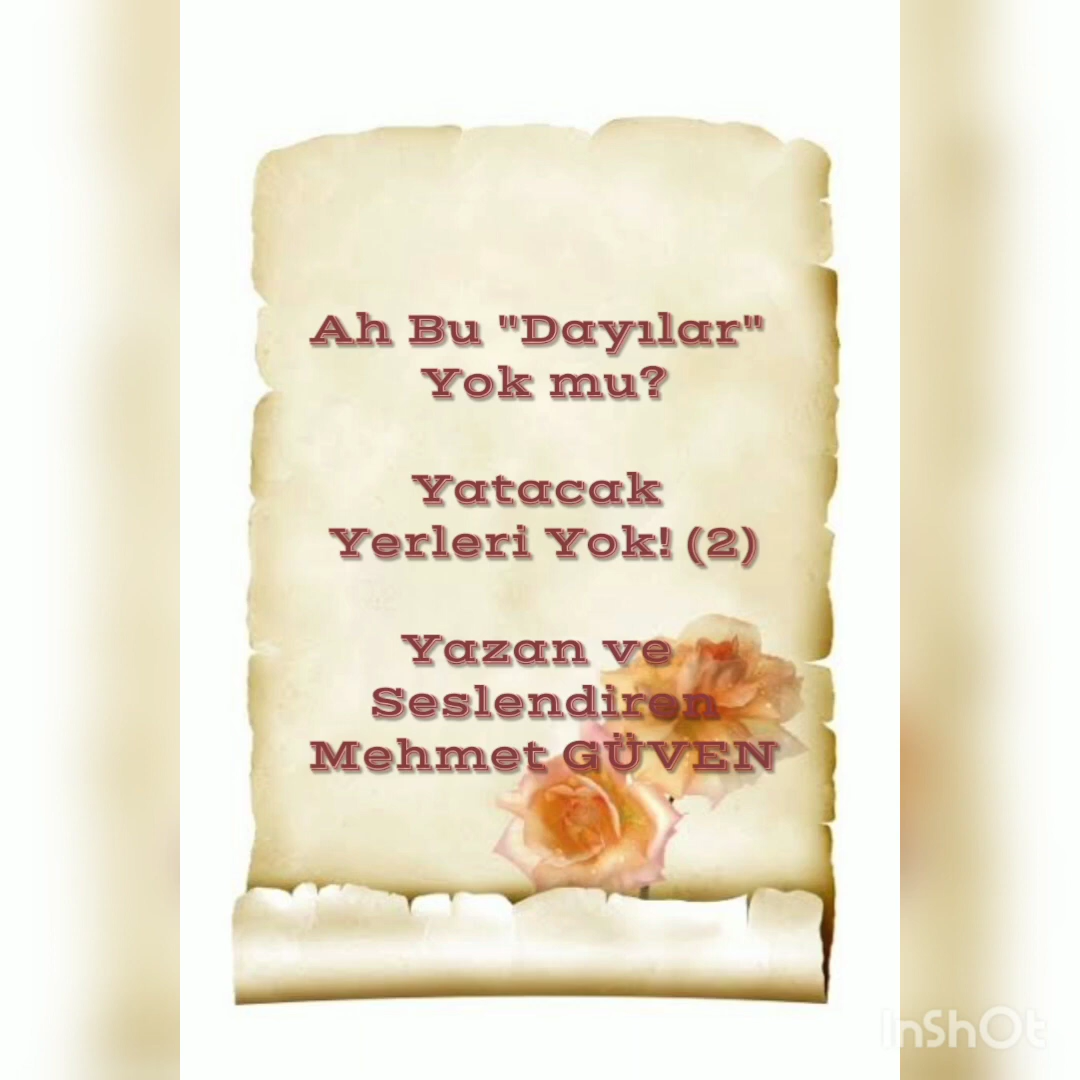 Ah Bu "Dayılar"
Yok mu?
Yatacak
Yerleri Yok! (2)
Yazan ve
Seslendiren
Mehmet GÜVEN
InShOt